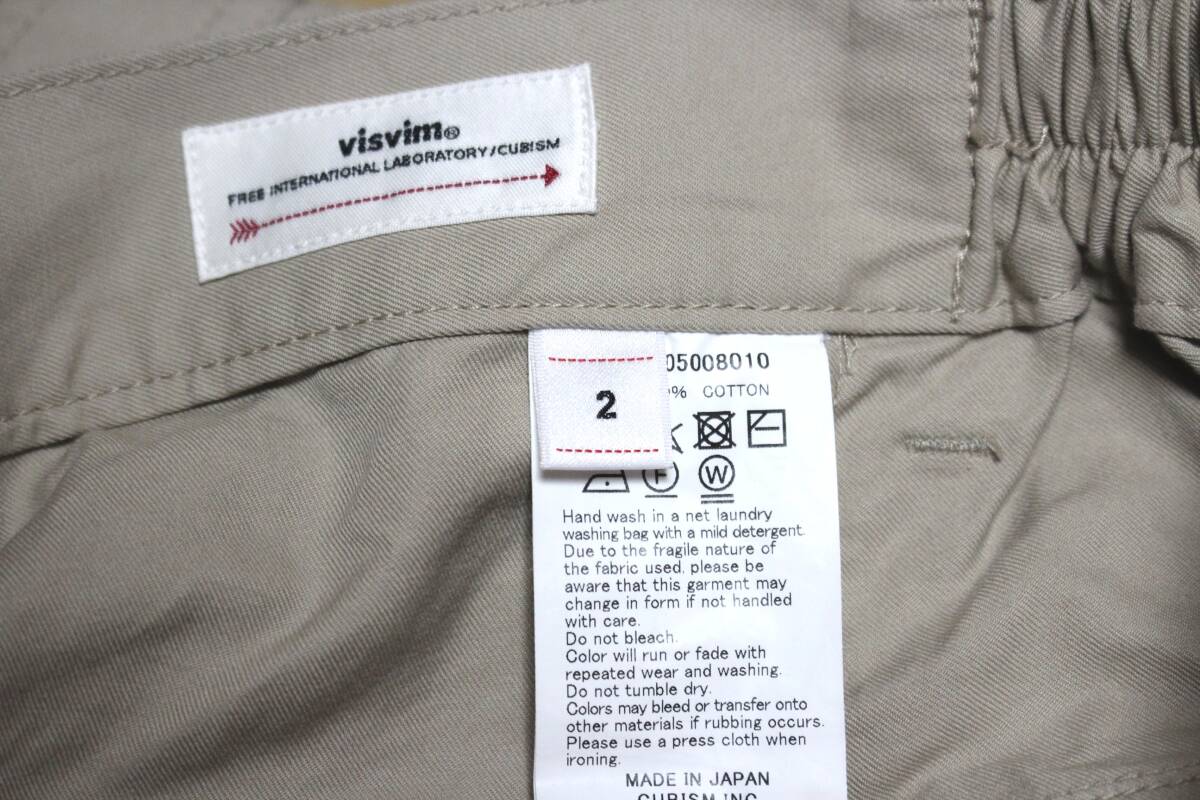 visvim®
FREE INTERNATIONAL LABORATORY/CUBISM
2
05008010
% COTTON
F W
Hand wash in a net laundry
washing bag with a mild detergent.
Due to the fragile nature of
the fabric used, please be
aware that this garment may
change in form if not handled
with care.
Do not bleach.
Color will run or fade with
repeated wear and washing.
Do not tumble dry.
Colors may bleed or transfer onto
other materials if rubbing occurs.
Please use a press cloth when
ironing.
MADE IN JAPAN
CUBISM INC.